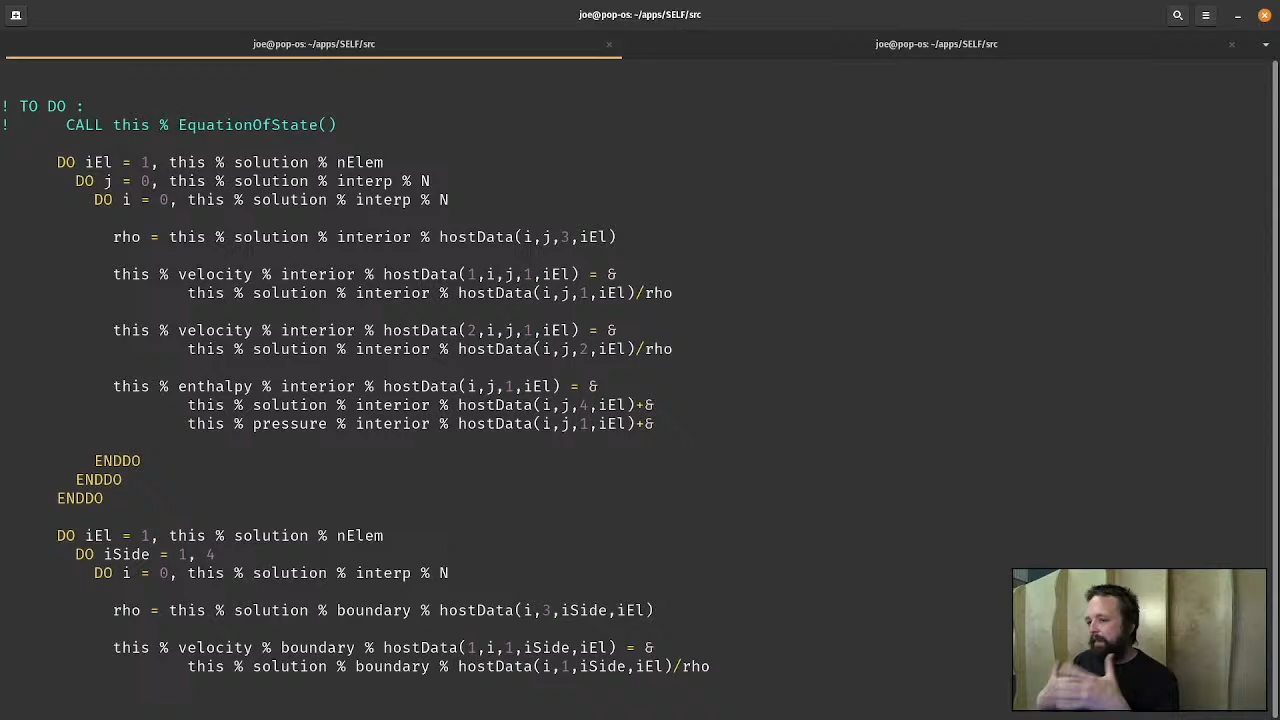 joe@pop-os: ~/apps/SELF/src
joe@pop-os: ~/apps/SELF/src
joe@pop-os: ~/apps/SELF/src
! TO DO :
!      CALL this % EquationOfState()
DO iEl = 1, this % solution % nElem
DO j = 0, this % solution % interp % N
DO i = 0, this % solution % interp % N
rho = this % solution % interior % hostData(i,j,3,iEl)
this % velocity % interior % hostData(1,i,j,1,iEl) = &
this % solution % interior % hostData(i,j,1,iEl)/rho
this % velocity % interior % hostData(2,i,j,1,iEl) = &
this % solution % interior % hostData(i,j,2,iEl)/rho
this % enthalpy % interior % hostData(i,j,1,iEl) = &
this % solution % interior % hostData(i,j,4,iEl)+&
this % pressure % interior % hostData(i,j,1,iEl)+&
ENDDO
ENDDO
ENDDO
DO iEl = 1, this % solution % nElem
DO iSide = 1, 4
DO i = 0, this % solution % interp % N
rho = this % solution % boundary % hostData(i,3,iSide,iEl)
this % velocity % boundary % hostData(1,i,1,iSide,iEl) = &
this % solution % boundary % hostData(i,1,iSide,iEl)/rho